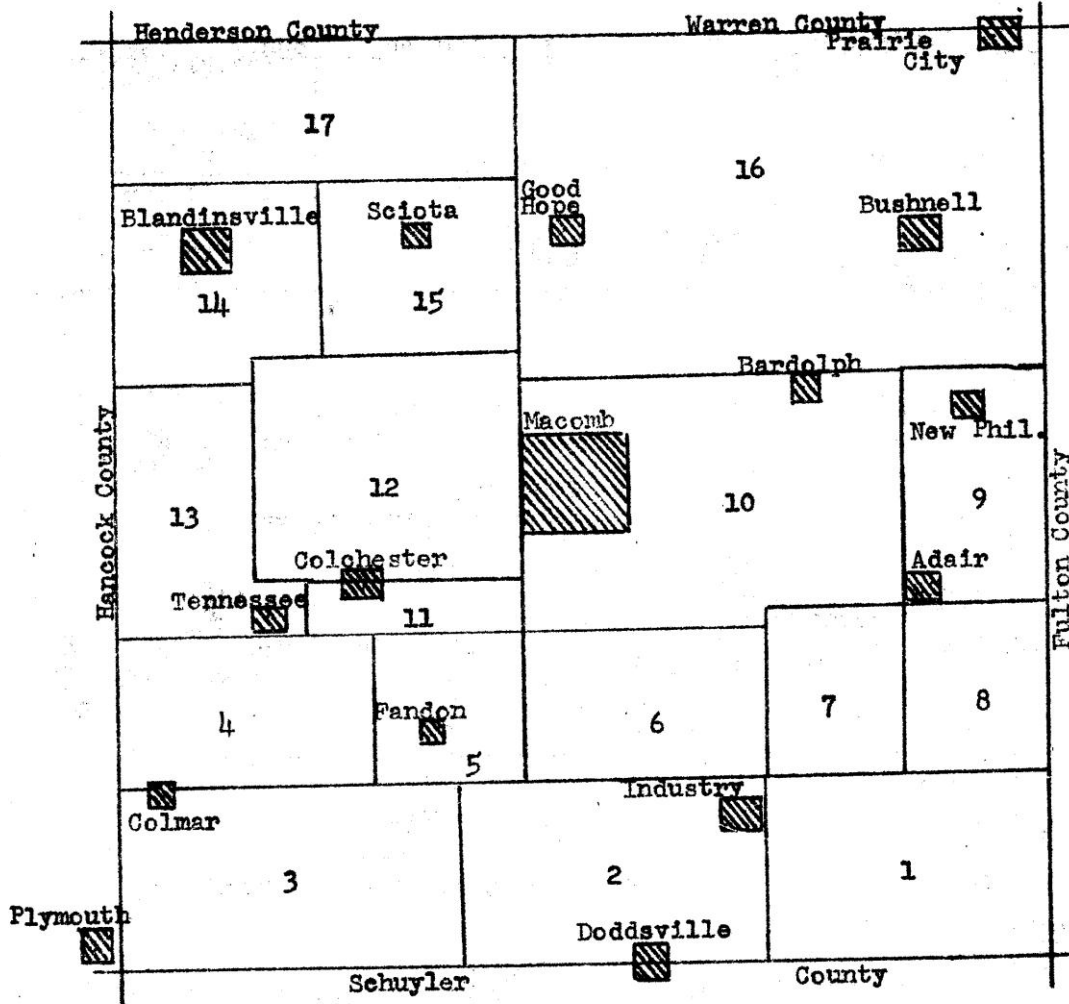 Henderson County
Warren County
Prairie
City
17
16
Good
Hope
Blandinsville
Sciota
Bushnell
14
15
Bardolph
Macomb
New Phil.
Hancock County
13
12
10
9
Fulton County
Colchester
Adair
Tennessee
11
4
Fandon
5
6
7
8
Industry
Colmar
3
2
1
Plymouth
Doddsville
Schuyler
County